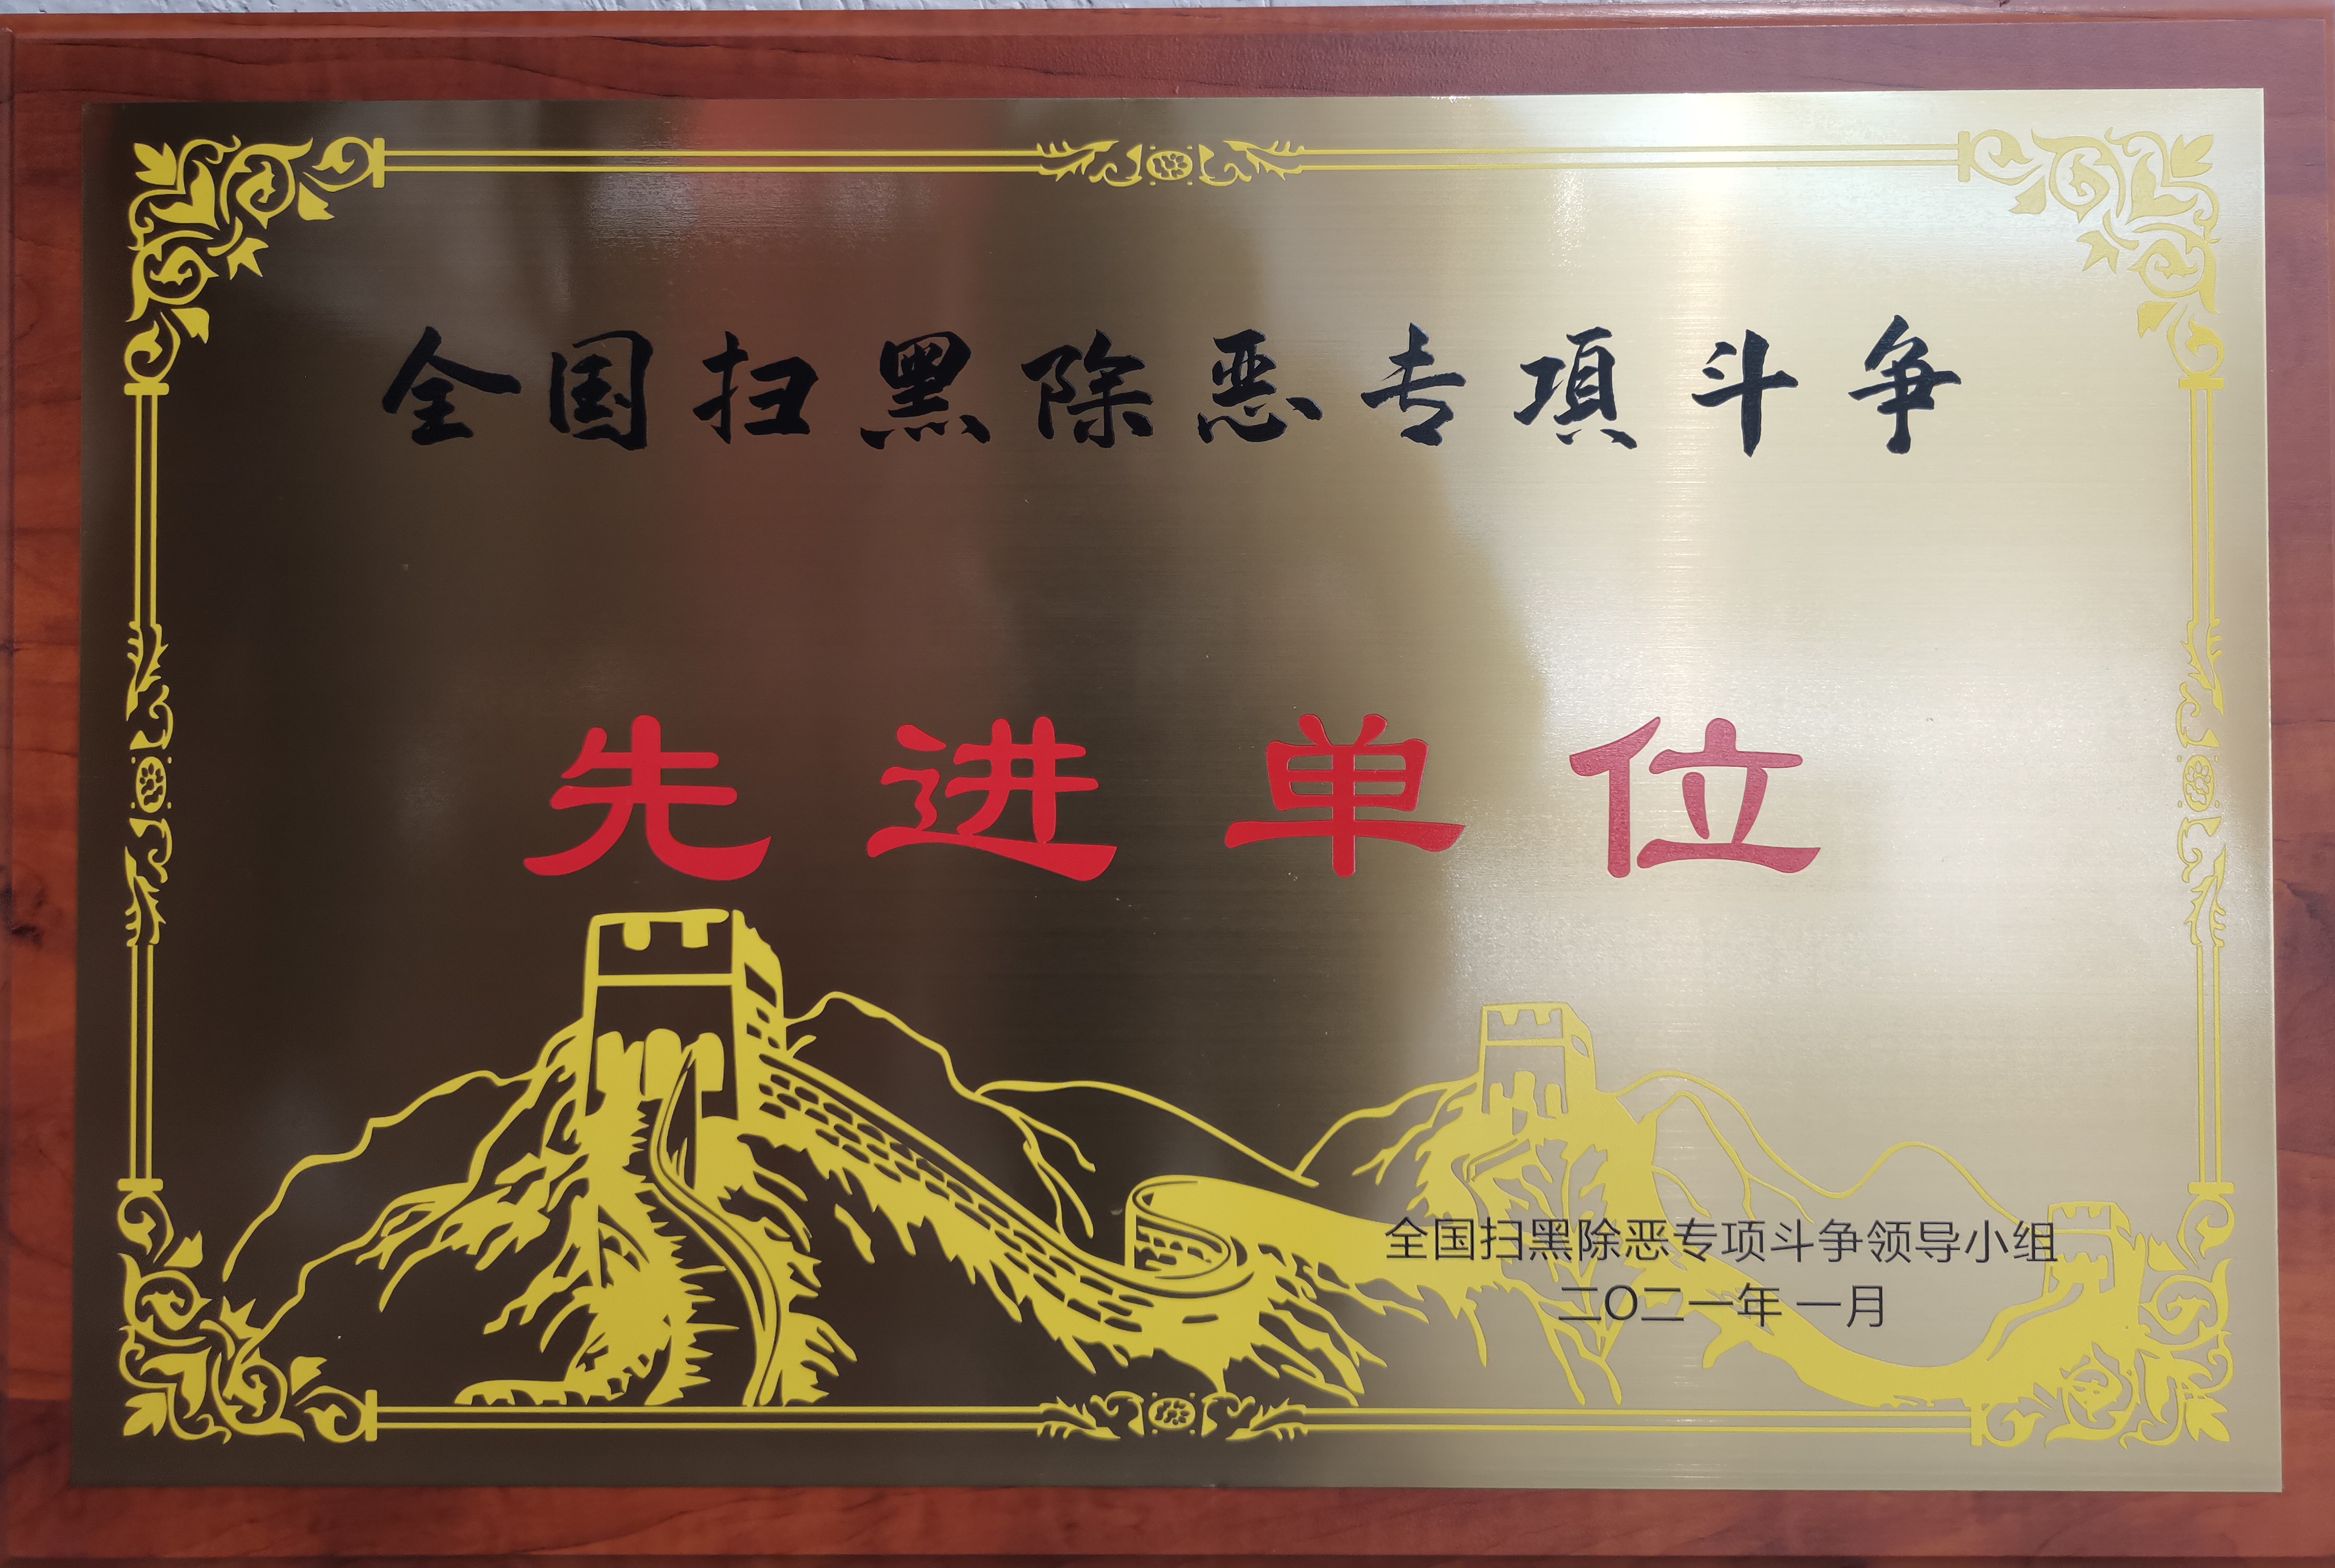 全国扫黑除恶专項斗争
先进单位
全国扫黑除恶专项斗争领导小组
二〇二一年一月